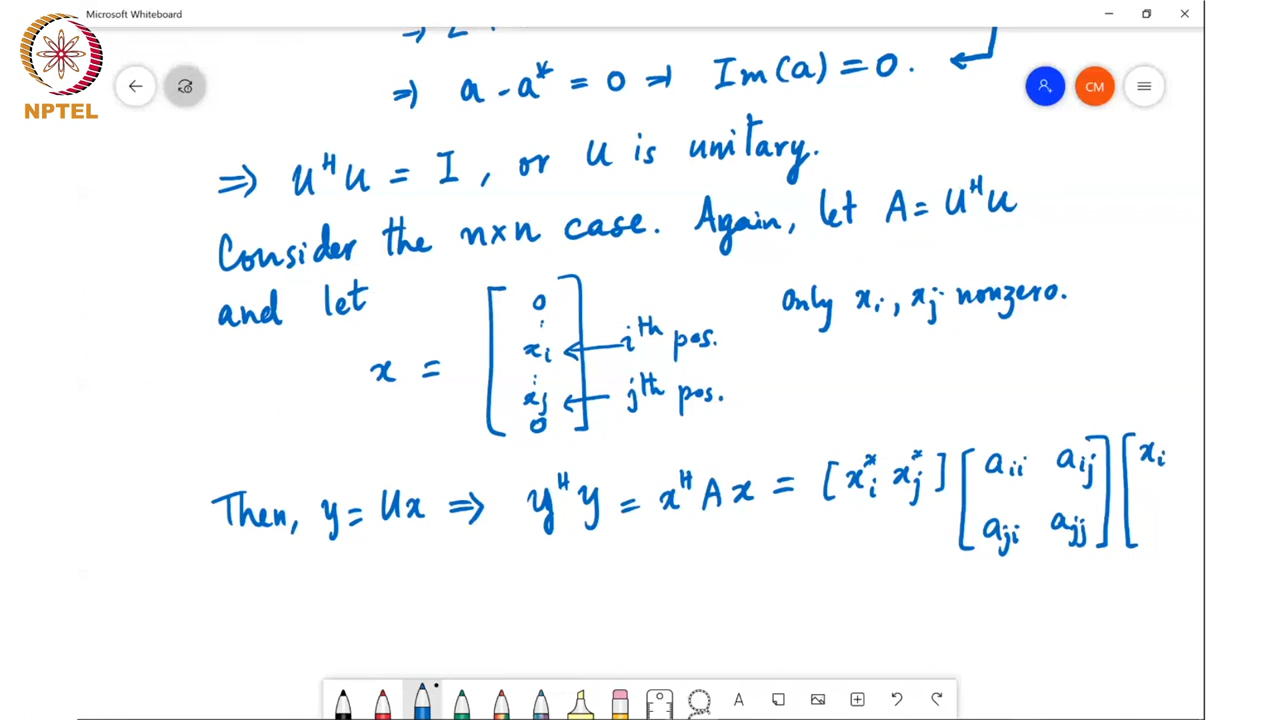 Microsoft Whiteboard
NPTEL
CM
⇒ a - a* = 0 ⇒ Im(a) = 0.
⇒ U^H U = I, or U is unitary.
Consider the n×n case. Again, let A = U^H U
and let
x = [ 0 ⋮ x_i ⋮ x_j 0 ] ← i^th pos. ← j^th pos. only x_i, x_j nonzero.
Then, y = Ux ⇒ y^H y = x^H A x = [x_i* x_j*] [ a_ii a_ij
a_ji a_jj ] [ x_i
A